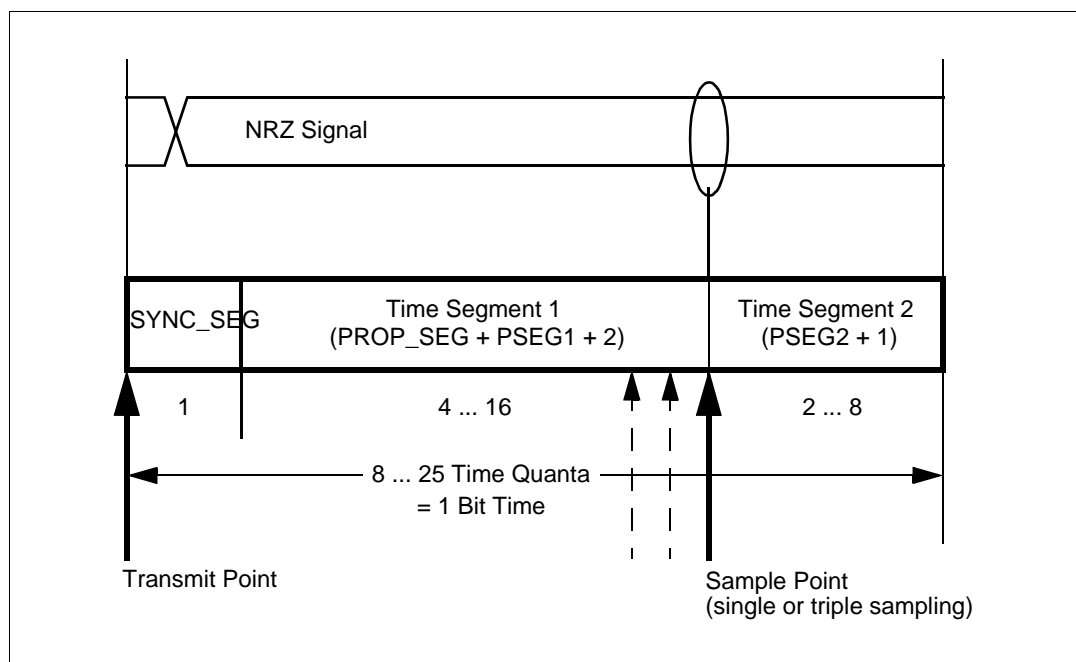 NRZ Signal
SYNC_SEG
Time Segment 1
(PROP_SEG + PSEG1 + 2)
Time Segment 2
(PSEG2 + 1)
1
4 ... 16
2 ... 8
8 ... 25 Time Quanta
= 1 Bit Time
Transmit Point
Sample Point
(single or triple sampling)